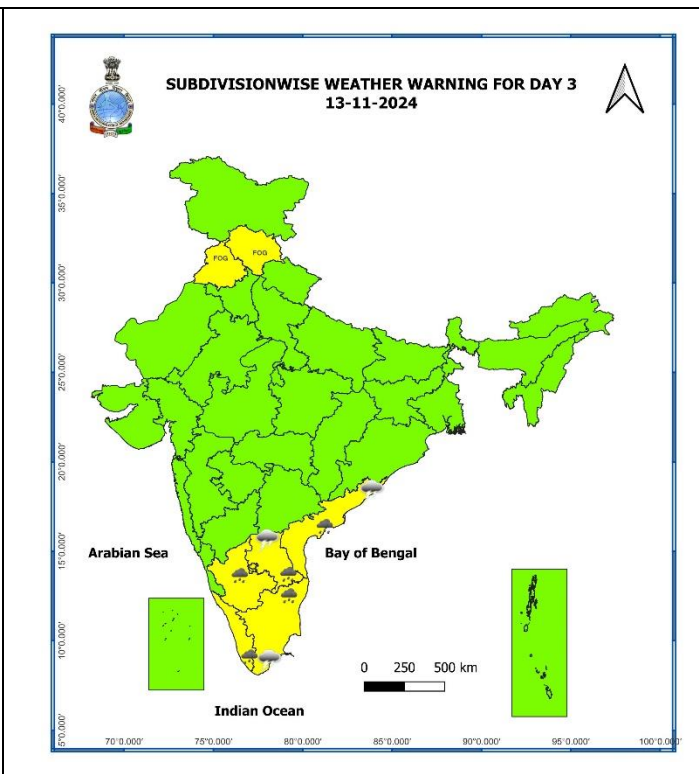 SUBDIVISIONWISE WEATHER WARNING FOR DAY 3
13-11-2024
40°0.000'
35°0.000'
30°0.000'
25°0.000'
20°0.000'
15°0.000'
10°0.000'
5°0.000'
FOG
FOG
Arabian Sea
Bay of Bengal
0 250 500 km
Indian Ocean
70°0.000' 75°0.000' 80°0.000' 85°0.000' 90°0.000' 95°0.000' 100°0.000'